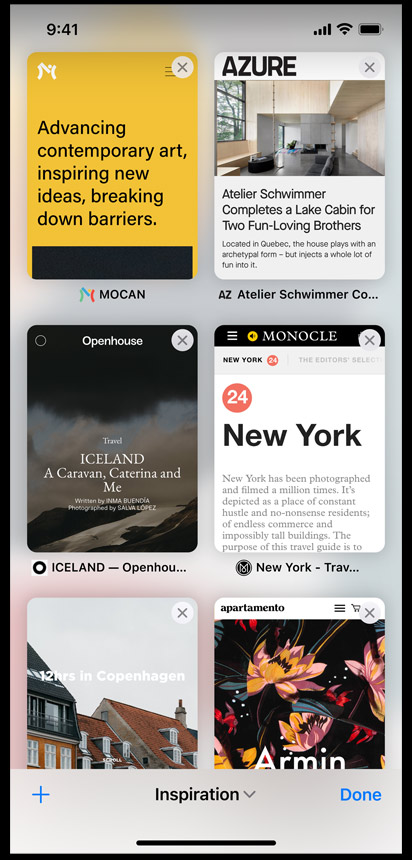 9:41
Advancing
contemporary art,
inspiring new
ideas, breaking
down barriers.
MOCAN
AZURE
Atelier Schwimmer
Completes a Lake Cabin for
Two Fun-Loving Brothers
Located in Quebec, the house plays with an
archetypal form – but injects a whole lot of
fun into it.
AZ Atelier Schwimmer Co...
Openhouse
Travel
ICELAND
A Caravan, Caterina and
Me
Written by INMA BUENDÍA
Photographed by SALVA LÓPEZ
ICELAND — Openhou...
MONOCLE
NEW YORK 24 THE EDITORS' SELECT
24
New York
New York has been photographed
and filmed a million times. It's
depicted as a place of constant
hustle and no-nonsense residents;
of endless commerce and
impossibly tall buildings. The
purpose of this travel guide is to
New York - Trav...
12hrs in Copenhagen
SCROLL
apartamento
Armin
Inspiration
Done